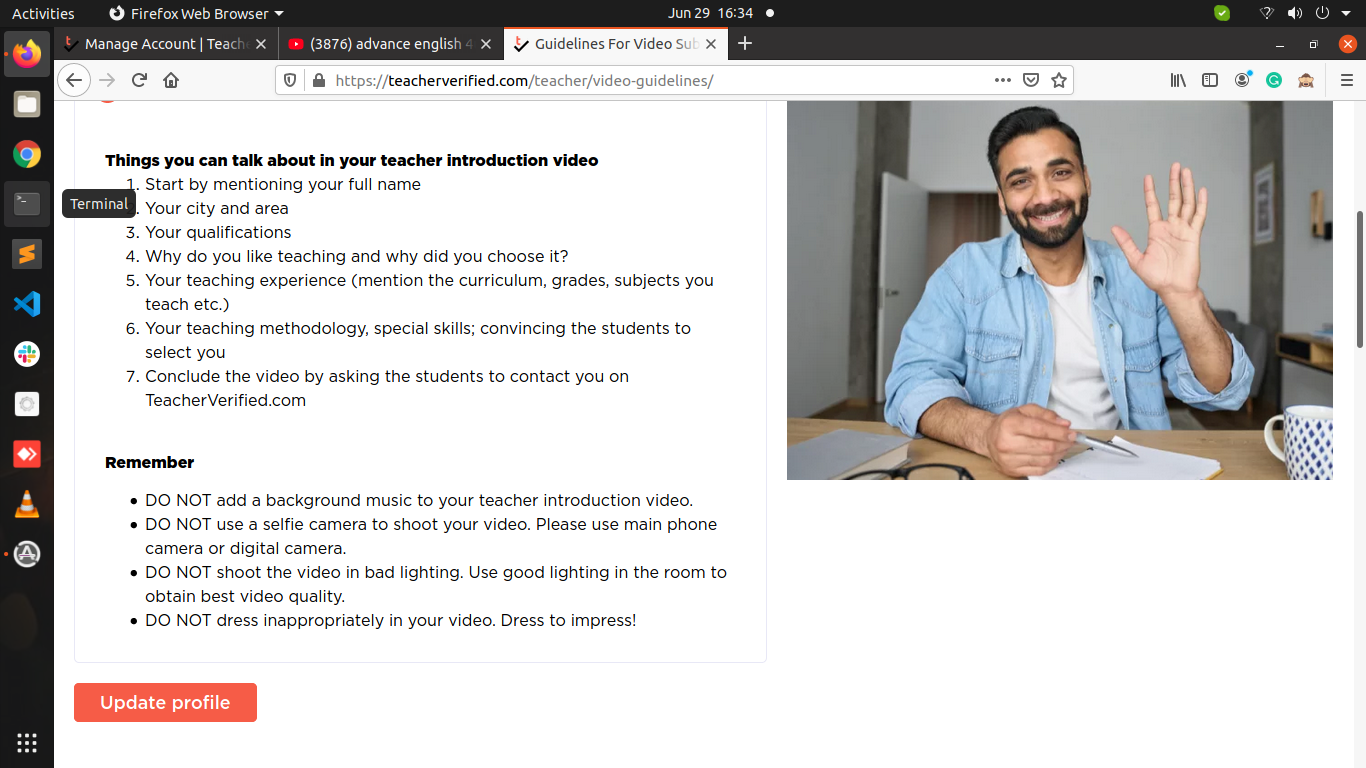 Activities
Firefox Web Browser
Jun 29 16:34
Manage Account | Teach
(3876) advance english 4
Guidelines For Video Sub
https://teacherverified.com/teacher/video-guidelines/
Things you can talk about in your teacher introduction video
1. Start by mentioning your full name
Terminal
. Your city and area
3. Your qualifications
4. Why do you like teaching and why did you choose it?
5. Your teaching experience (mention the curriculum, grades, subjects you
teach etc.)
6. Your teaching methodology, special skills; convincing the students to
select you
7. Conclude the video by asking the students to contact you on
TeacherVerified.com
Remember
• DO NOT add a background music to your teacher introduction video.
• DO NOT use a selfie camera to shoot your video. Please use main phone
camera or digital camera.
• DO NOT shoot the video in bad lighting. Use good lighting in the room to
obtain best video quality.
• DO NOT dress inappropriately in your video. Dress to impress!
Update profile